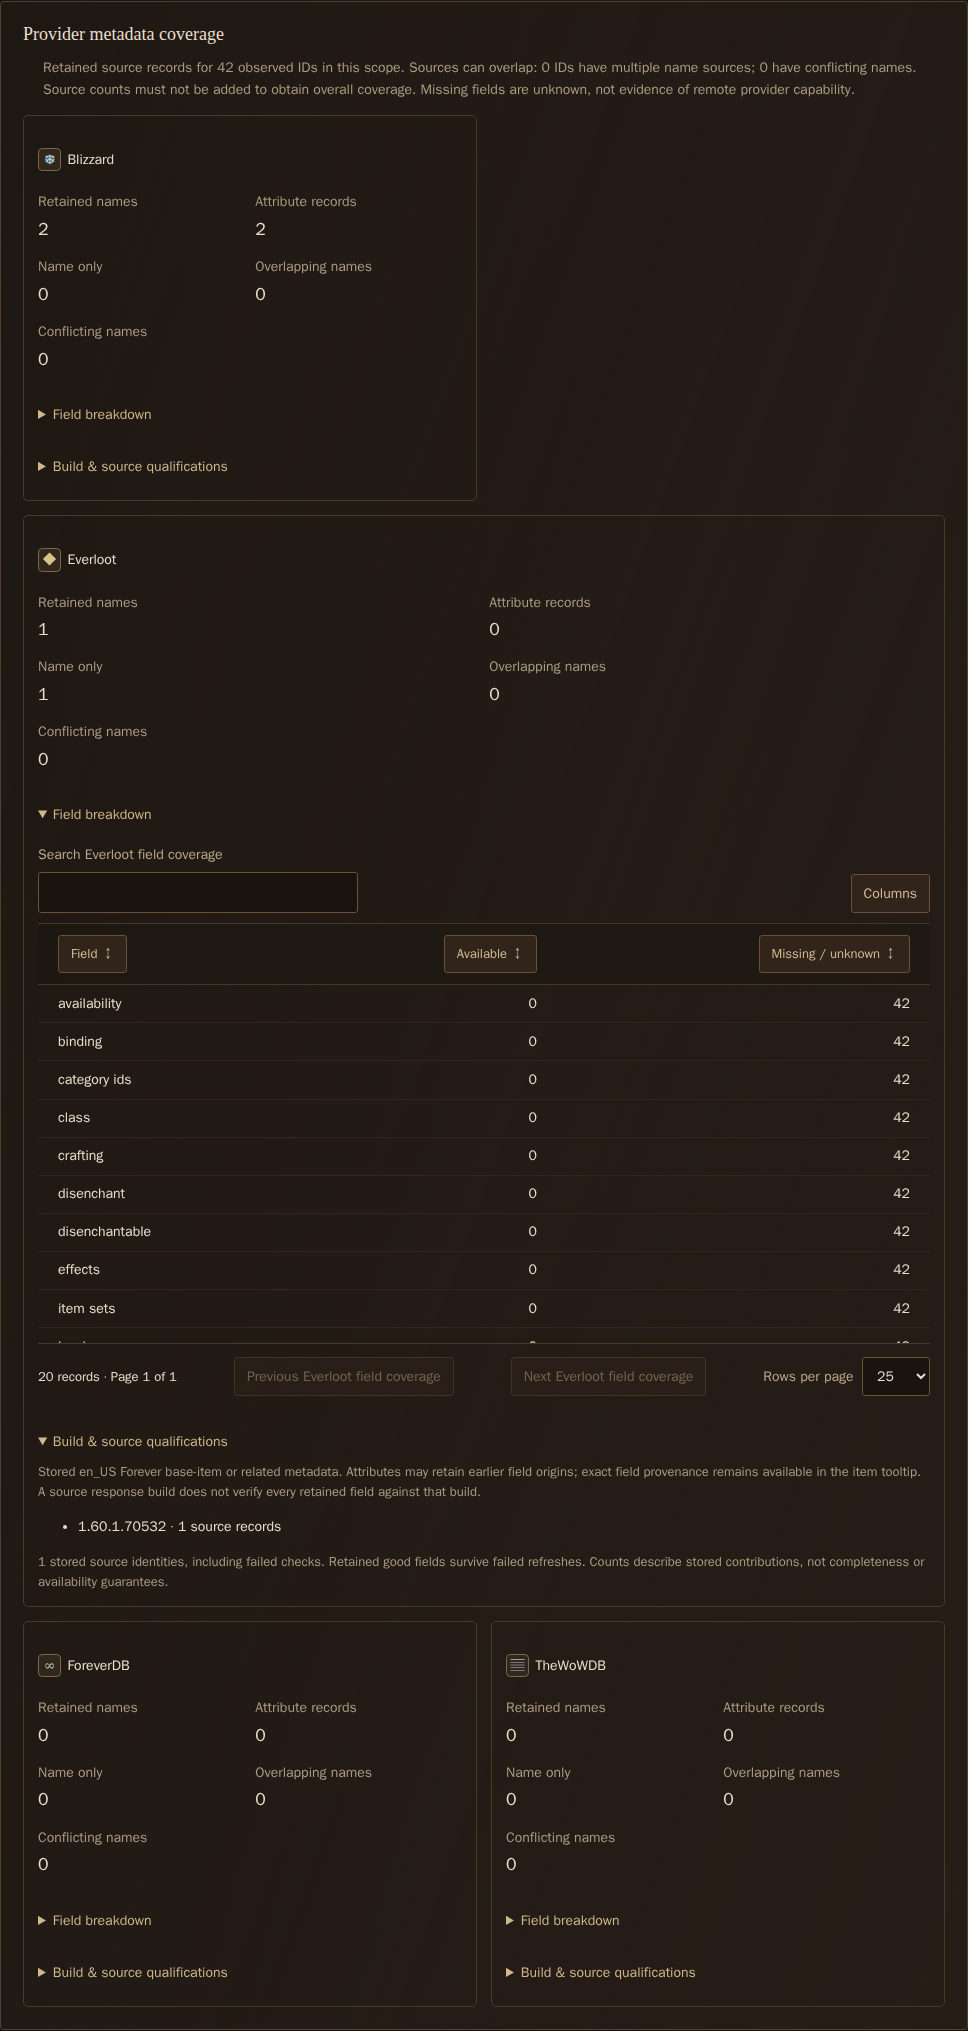 Provider metadata coverage
Retained source records for 42 observed IDs in this scope. Sources can overlap: 0 IDs have multiple name sources; 0 have conflicting names.
Source counts must not be added to obtain overall coverage. Missing fields are unknown, not evidence of remote provider capability.
Blizzard
Retained names Attribute records
2 2
Name only Overlapping names
0 0
Conflicting names
0
▶ Field breakdown
▶ Build & source qualifications
Everloot
Retained names Attribute records
1 0
Name only Overlapping names
1 0
Conflicting names
0
▼ Field breakdown
Search Everloot field coverage
Columns
Field ↕ Available ↕ Missing / unknown ↕
availability 0 42
binding 0 42
category ids 0 42
class 0 42
crafting 0 42
disenchant 0 42
disenchantable 0 42
effects 0 42
item sets 0 42
20 records · Page 1 of 1 Previous Everloot field coverage Next Everloot field coverage Rows per page 25
▼ Build & source qualifications
Stored en_US Forever base-item or related metadata. Attributes may retain earlier field origins; exact field provenance remains available in the item tooltip.
A source response build does not verify every retained field against that build.
• 1.60.1.70532 · 1 source records
1 stored source identities, including failed checks. Retained good fields survive failed refreshes. Counts describe stored contributions, not completeness or
availability guarantees.
∞ ForeverDB
Retained names Attribute records
0 0
Name only Overlapping names
0 0
Conflicting names
0
▶ Field breakdown
▶ Build & source qualifications
TheWoWDB
Retained names Attribute records
0 0
Name only Overlapping names
0 0
Conflicting names
0
▶ Field breakdown
▶ Build & source qualifications